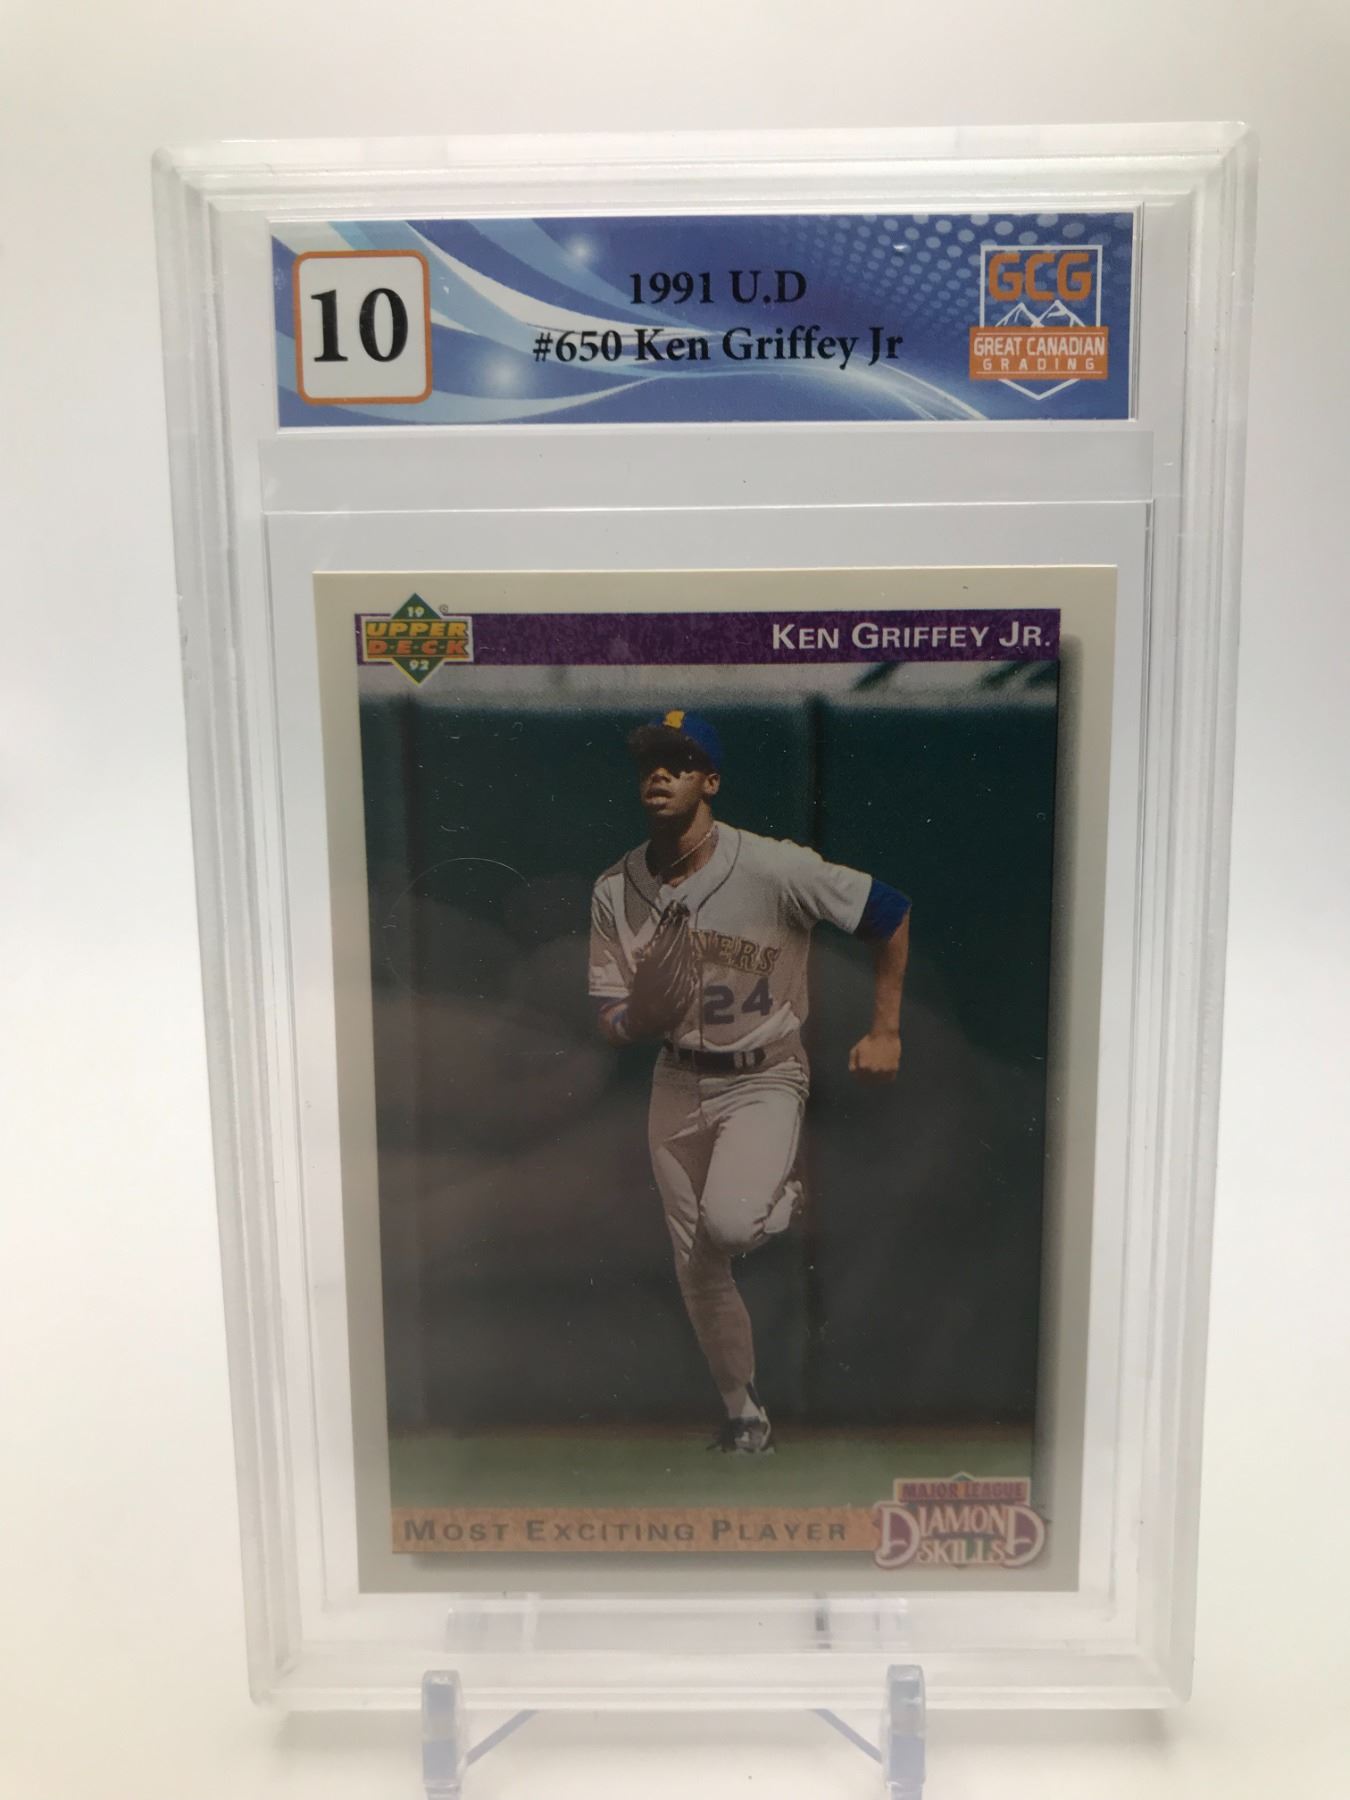 10
1991 U.D
#650 Ken Griffey Jr
GCG
GREAT CANADIAN
GRADING
19
UPPER
D·E·C·K
92
©
KEN GRIFFEY JR.
NERS
24
MOST EXCITING PLAYER
MAJOR LEAGUE
DIAMOND
SKILLS